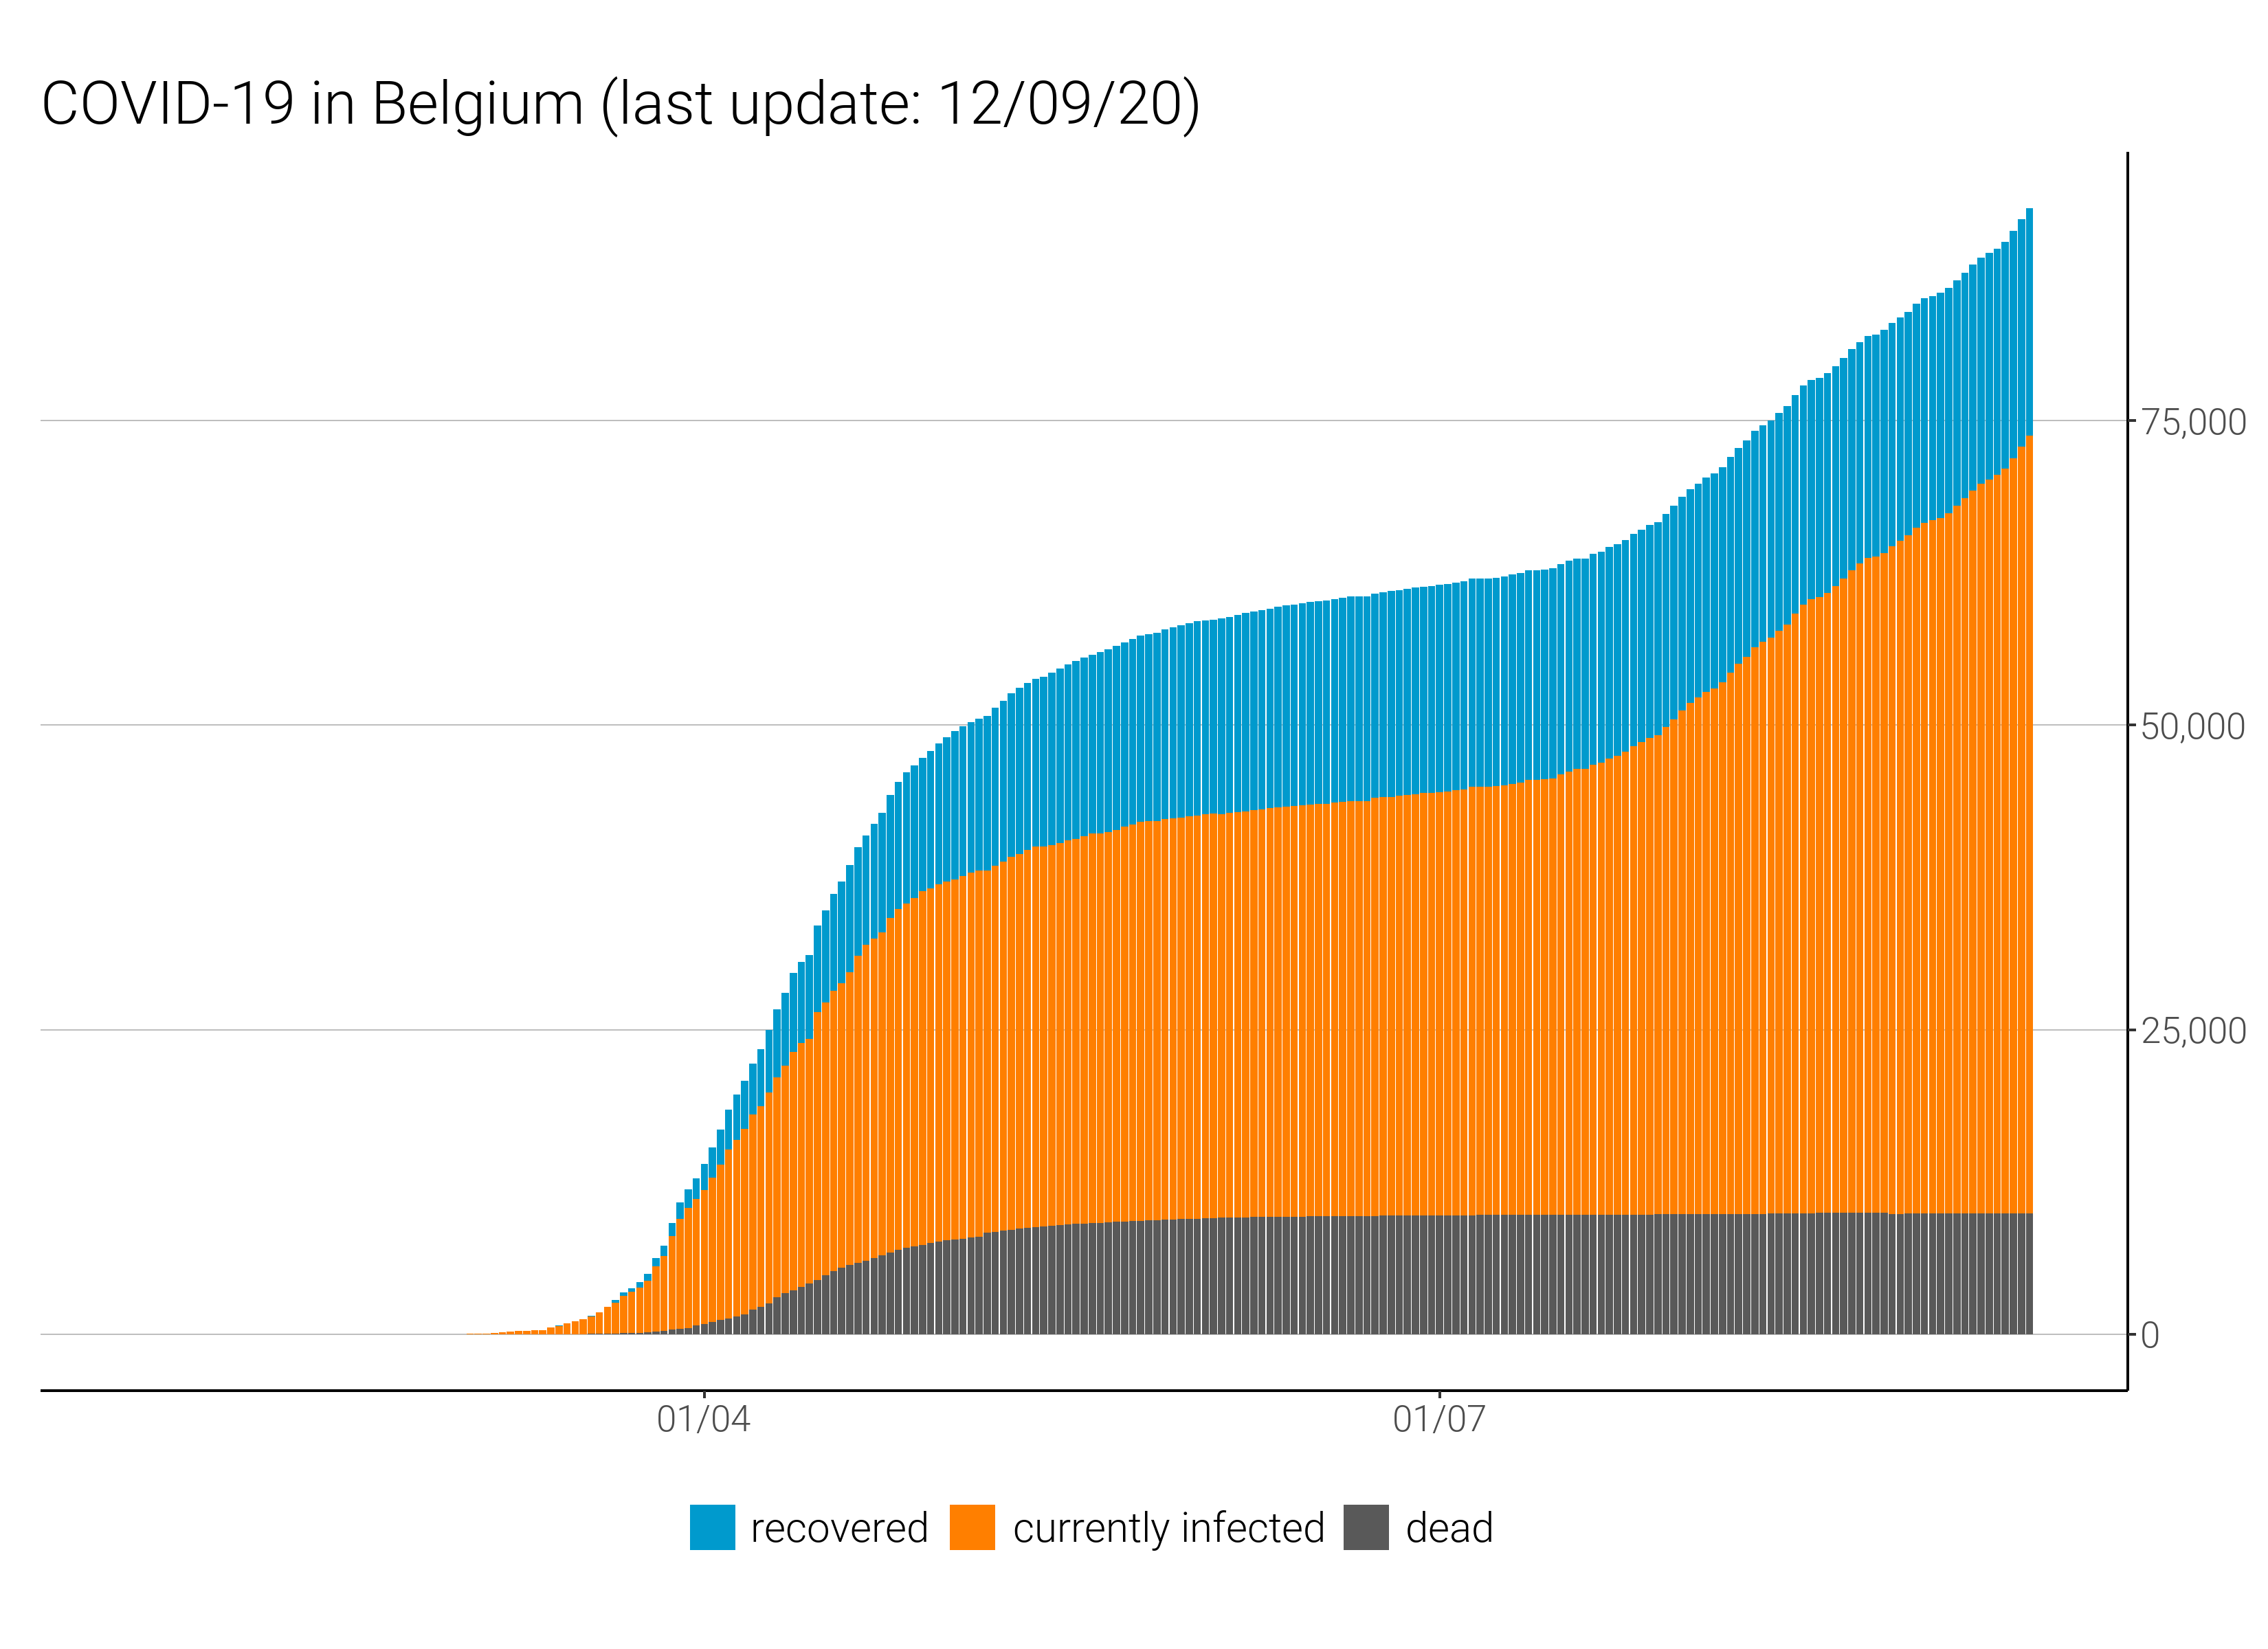 COVID-19 in Belgium (last update: 12/09/20)
75,000
50,000
25,000
0
01/04 01/07
recovered currently infected dead